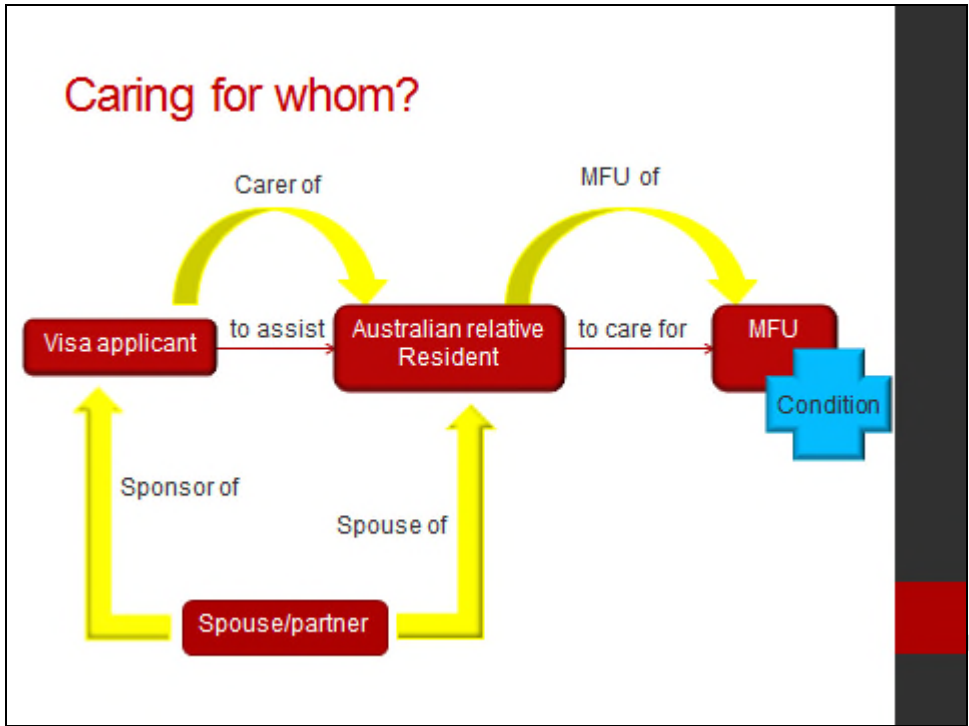 Caring for whom?
Carer of
MFU of
Visa applicant
to assist
Australian relative
Resident
to care for
MFU
Condition
Sponsor of
Spouse of
Spouse/partner